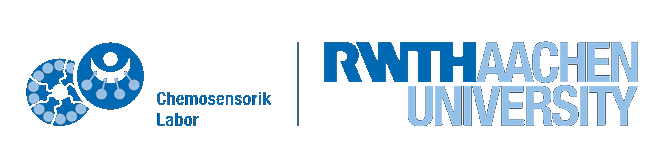 Chemosensorik
Labor
RWTHAACHEN
UNIVERSITY